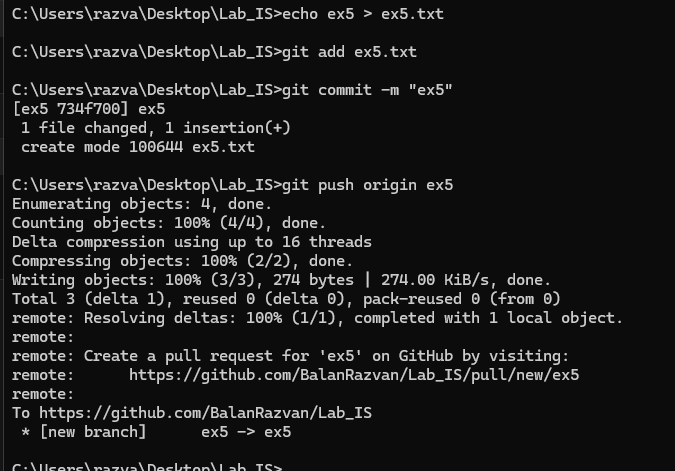 C:\Users\razva\Desktop\Lab_IS>echo ex5 > ex5.txt
C:\Users\razva\Desktop\Lab_IS>git add ex5.txt
C:\Users\razva\Desktop\Lab_IS>git commit -m "ex5"
[ex5 734f700] ex5
 1 file changed, 1 insertion(+)
 create mode 100644 ex5.txt
C:\Users\razva\Desktop\Lab_IS>git push origin ex5
Enumerating objects: 4, done.
Counting objects: 100% (4/4), done.
Delta compression using up to 16 threads
Compressing objects: 100% (2/2), done.
Writing objects: 100% (3/3), 274 bytes | 274.00 KiB/s, done.
Total 3 (delta 1), reused 0 (delta 0), pack-reused 0 (from 0)
remote: Resolving deltas: 100% (1/1), completed with 1 local object.
remote:
remote: Create a pull request for 'ex5' on GitHub by visiting:
remote:      https://github.com/BalanRazvan/Lab_IS/pull/new/ex5
remote:
To https://github.com/BalanRazvan/Lab_IS
 * [new branch]      ex5 -> ex5
C:\Users\razva\Desktop\Lab_IS>